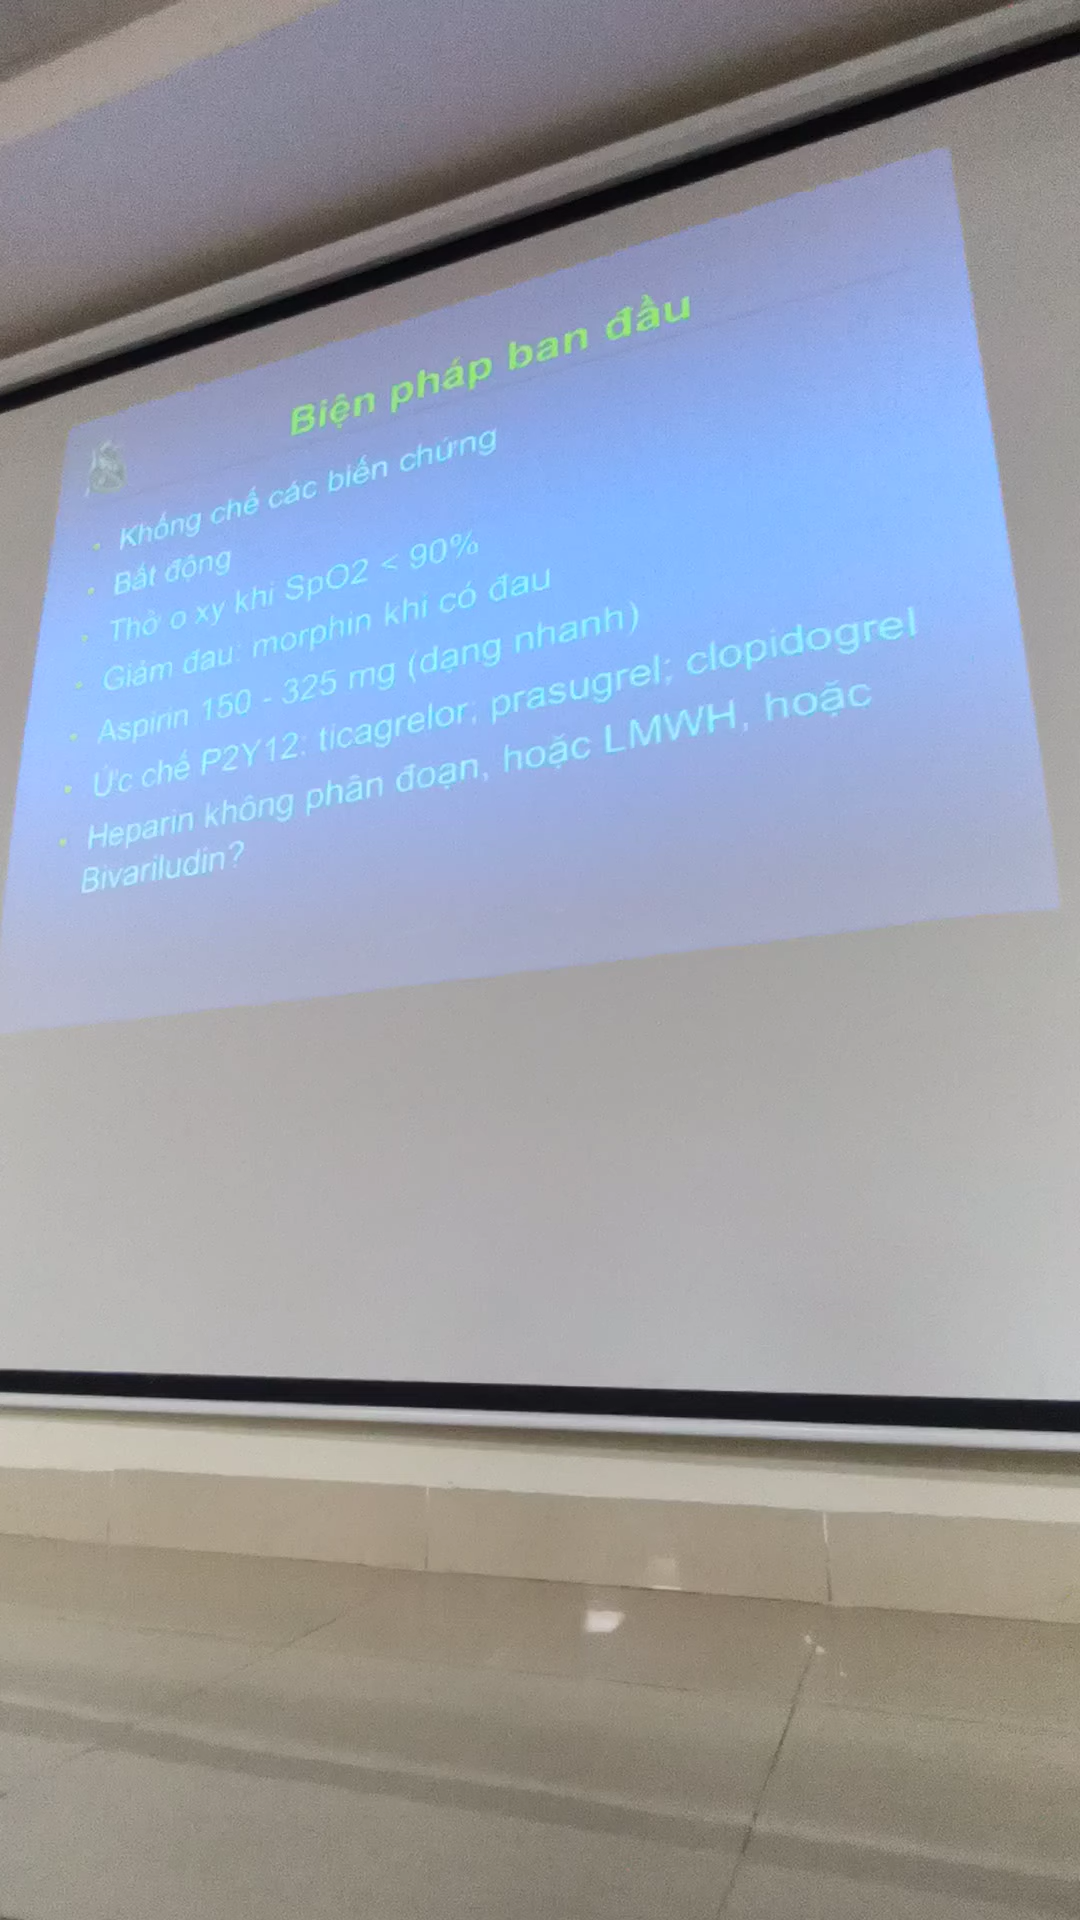 Biện pháp ban đầu
• Khống chế các biến chứng
• Bất động
• Thở o xy khi SpO2 < 90%
• Giảm đau: morphin khi có đau
• Aspirin 150 - 325 mg (dạng nhanh)
• Ức chế P2Y12: ticagrelor; prasugrel; clopidogrel
• Heparin không phân đoạn, hoặc LMWH, hoặc
Bivariludin?